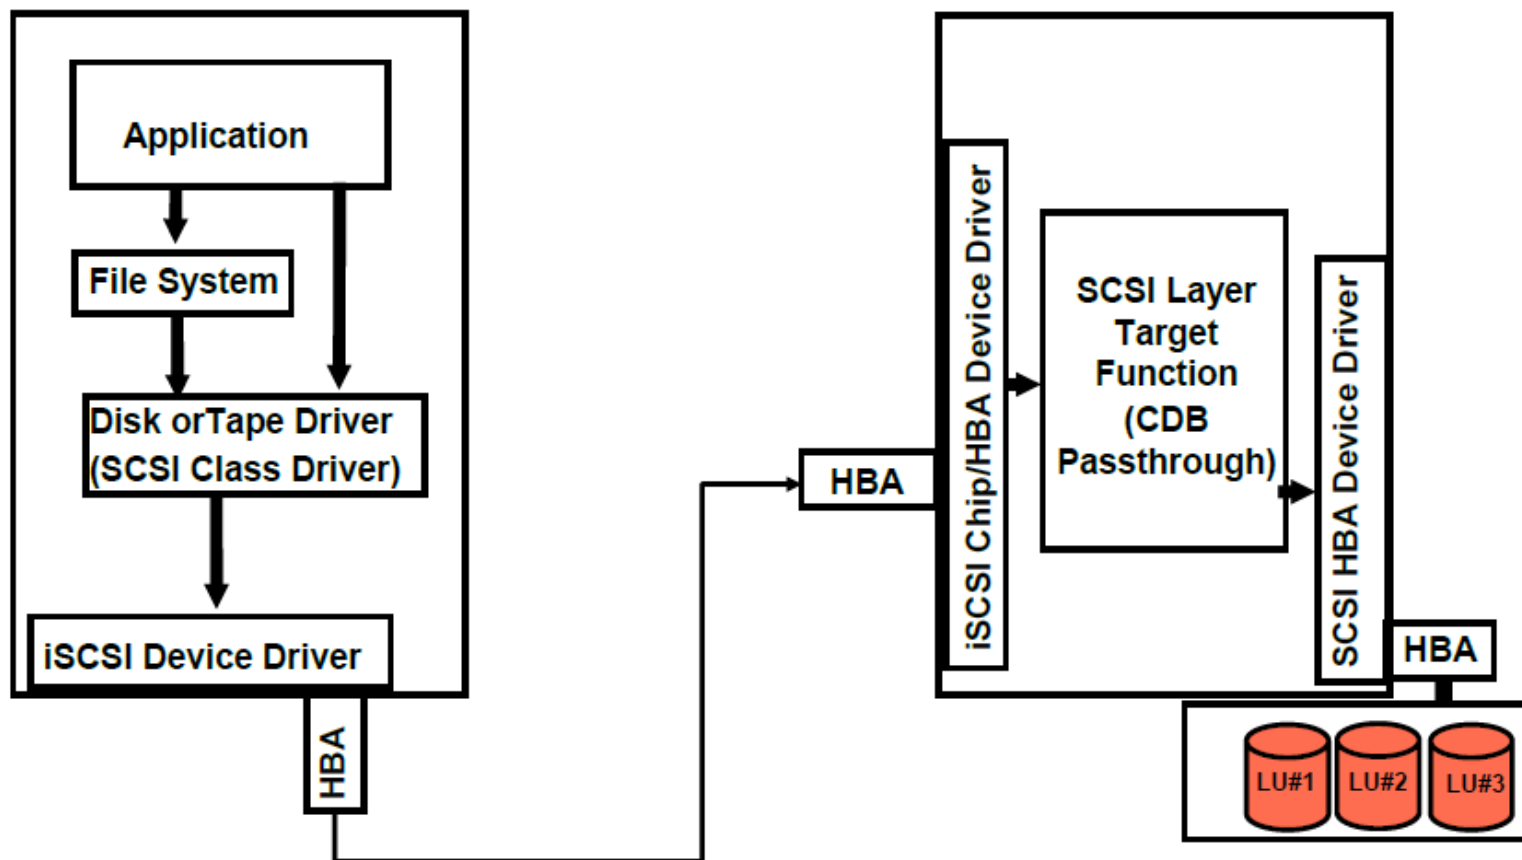 Application
File System
Disk orTape Driver
(SCSI Class Driver)
iSCSI Device Driver
HBA
HBA
iSCSI Chip/HBA Device Driver
SCSI Layer
Target
Function
(CDB
Passthrough)
SCSI HBA Device Driver
HBA
LU#1
LU#2
LU#3